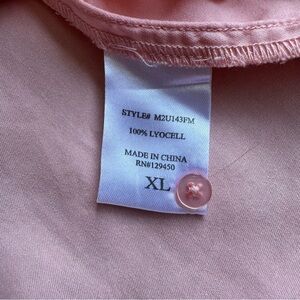 STYLE# M2U143FM
100% LYOCELL
MADE IN CHINA
RN#129450
XL